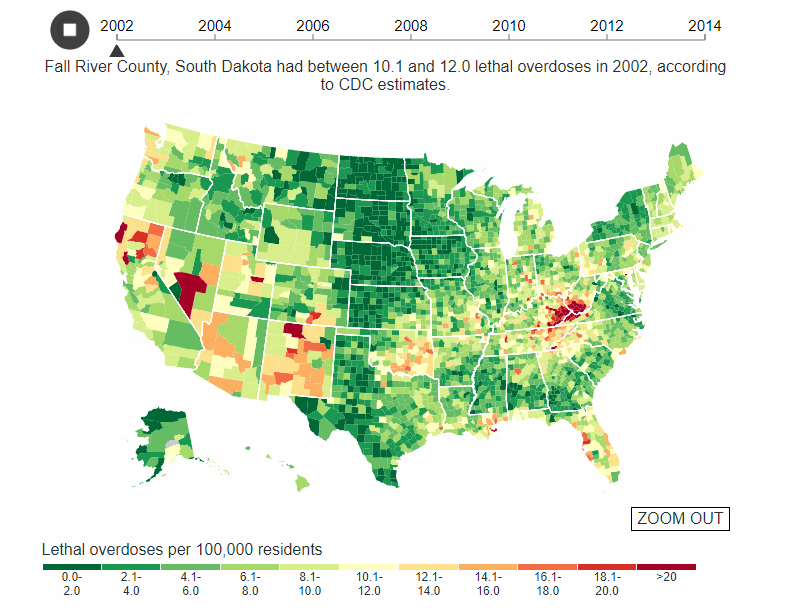 2002 2004 2006 2008 2010 2012 2014
Fall River County, South Dakota had between 10.1 and 12.0 lethal overdoses in 2002, according
to CDC estimates.
ZOOM OUT
Lethal overdoses per 100,000 residents
0.0- 2.1- 4.1- 6.1- 8.1- 10.1- 12.1- 14.1- 16.1- 18.1- >20
2.0 4.0 6.0 8.0 10.0 12.0 14.0 16.0 18.0 20.0